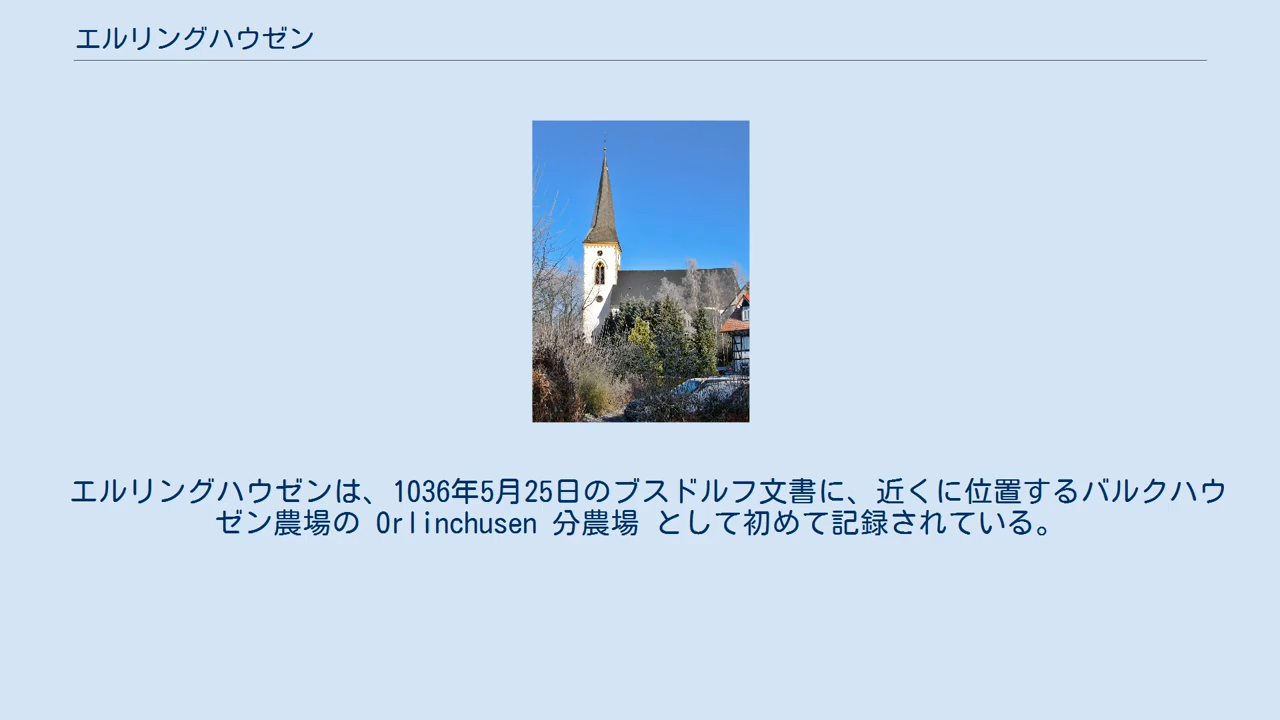 エルリングハウゼン
エルリングハウゼンは、1036年5月25日のブスドルフ文書に、近くに位置するバルクハウ
ゼン農場の Orlinchusen 分農場 として初めて記録されている。